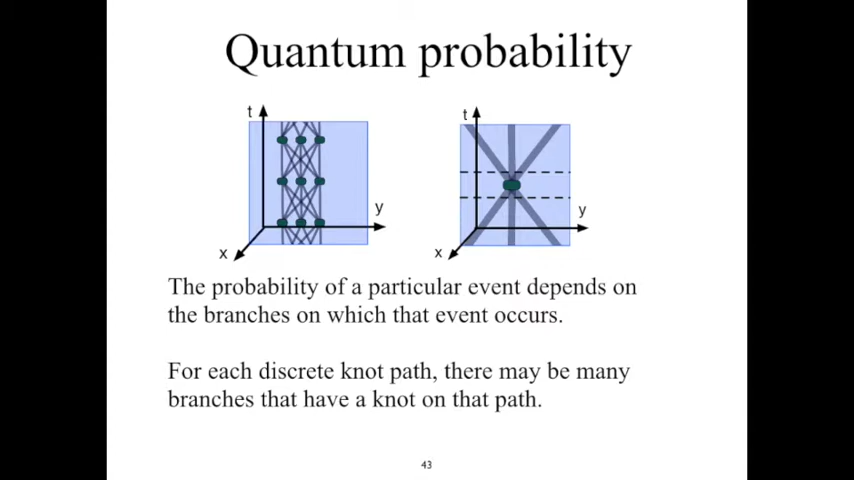 Quantum probability
t
y
x
t
y
x
The probability of a particular event depends on
the branches on which that event occurs.
For each discrete knot path, there may be many
branches that have a knot on that path.
43